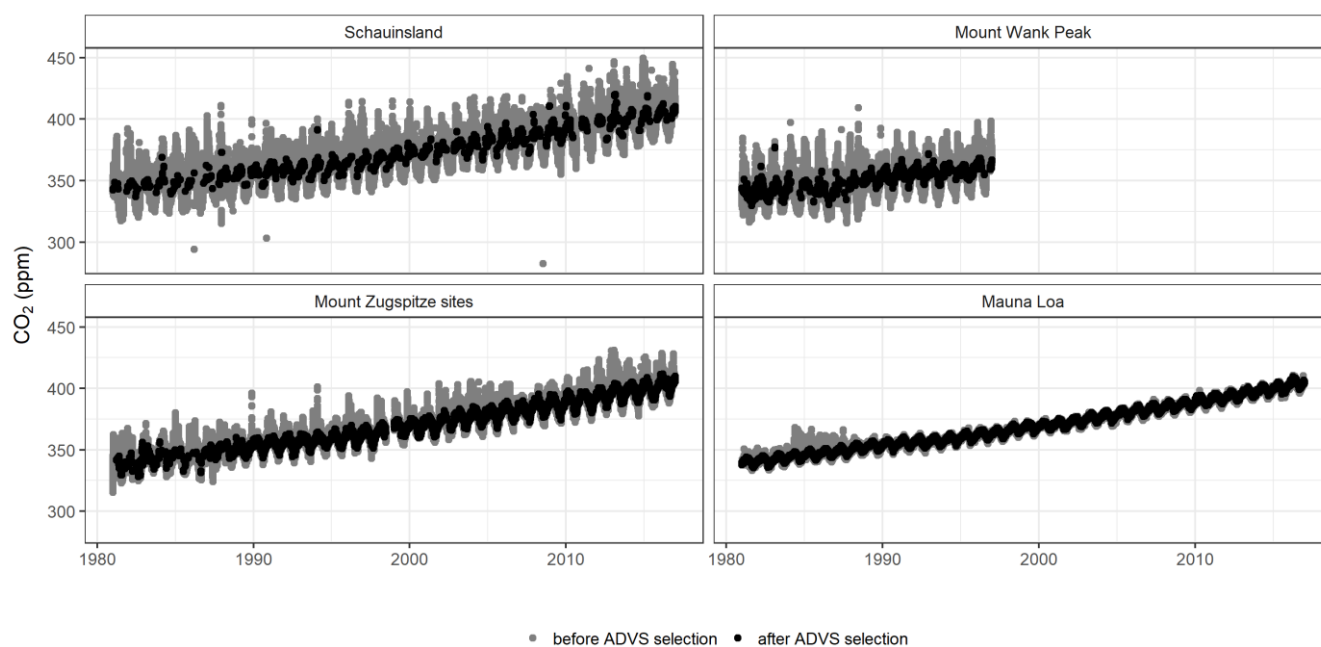 Schauinsland
Mount Wank Peak
450
400
350
300
Mount Zugspitze sites
Mauna Loa
450
400
350
300
CO₂ (ppm)
1980 1990 2000 2010
1980 1990 2000 2010
before ADVS selection after ADVS selection